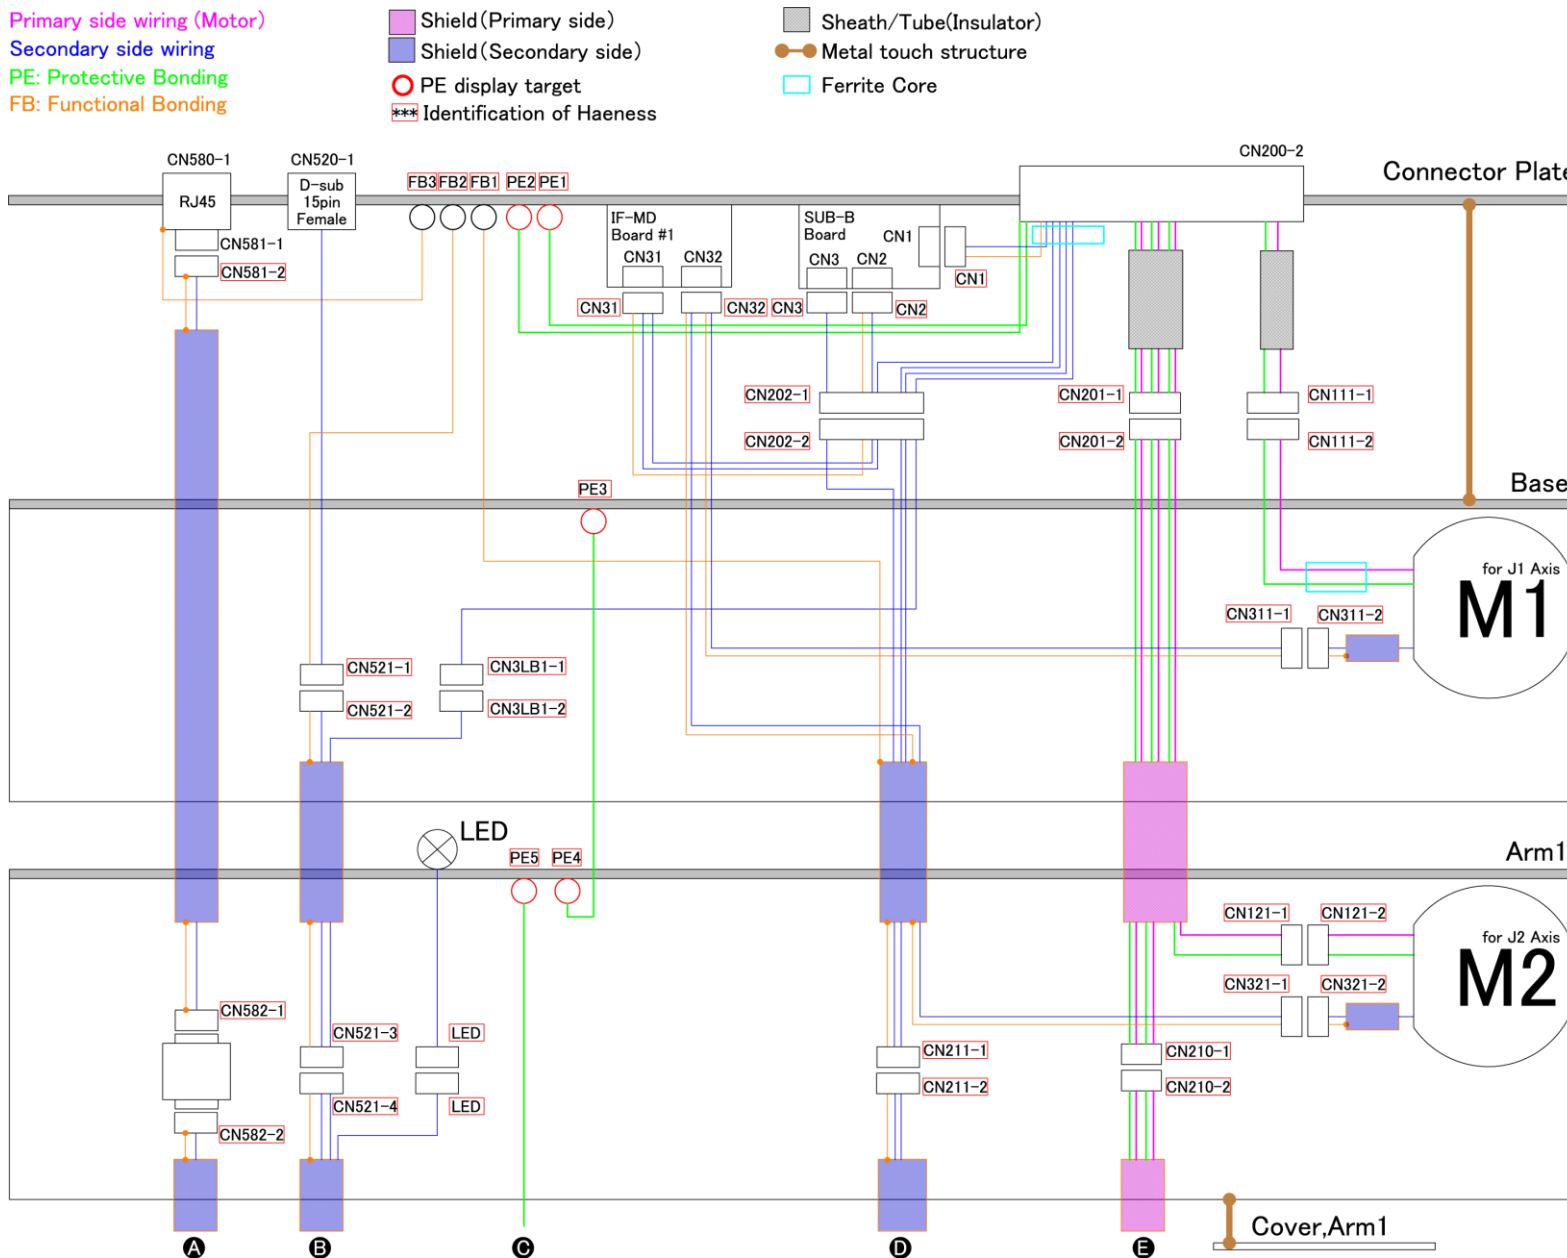 Primary side wiring (Motor)
Secondary side wiring
PE: Protective Bonding
FB: Functional Bonding
Shield(Primary side)
Shield(Secondary side)
PE display target
*** Identification of Haeness
Sheath/Tube(Insulator)
Metal touch structure
Ferrite Core
CN580-1
CN520-1
CN200-2
Connector Plate
RJ45
D-sub
15pin
Female
FB3
FB2
FB1
PE2
PE1
IF-MD
Board #1
SUB-B
Board
CN1
CN581-1
CN581-2
CN31
CN32
CN3
CN2
CN1
CN31
CN32
CN3
CN2
CN202-1
CN201-1
CN111-1
CN202-2
CN201-2
CN111-2
PE3
Base
for J1 Axis
M1
CN311-1
CN311-2
CN521-1
CN3LB1-1
CN521-2
CN3LB1-2
LED
PE5
PE4
Arm1
CN121-1
CN121-2
for J2 Axis
M2
CN321-1
CN321-2
CN582-1
CN521-3
LED
CN211-1
CN210-1
CN211-2
CN210-2
CN521-4
LED
CN582-2
Cover,Arm1
A
B
C
D
E